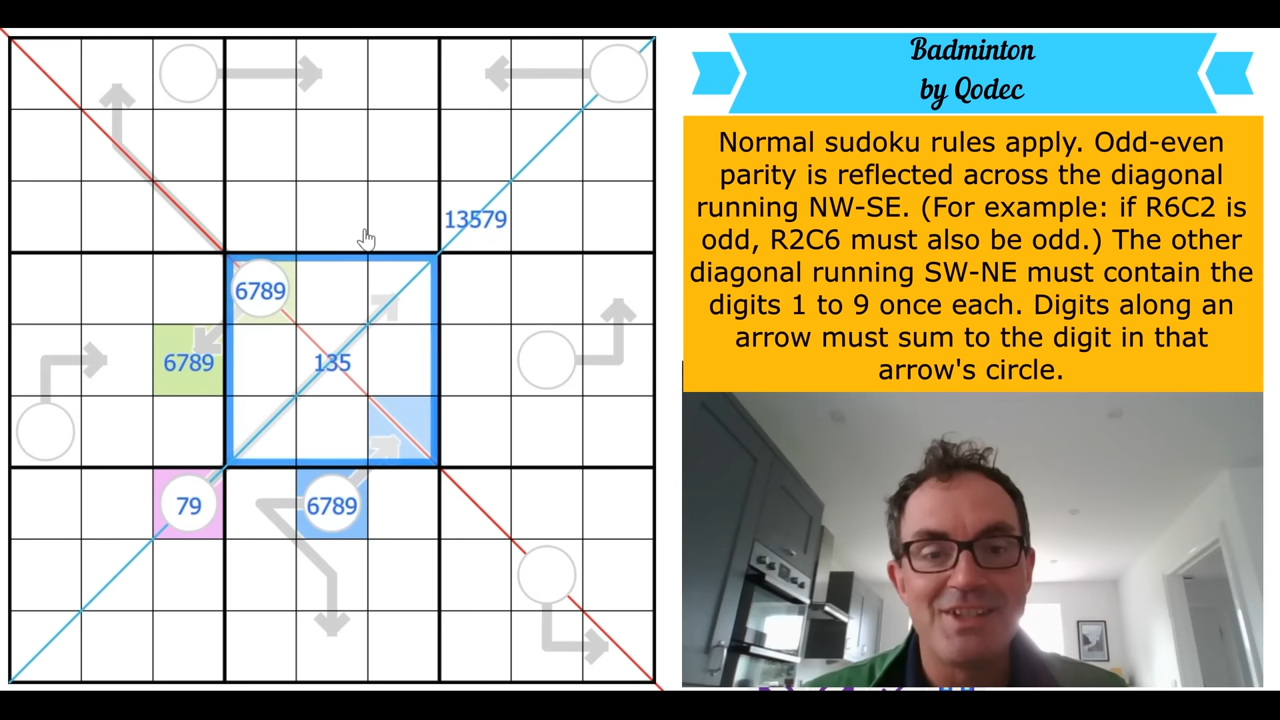 Badminton
by Qodec
Normal sudoku rules apply. Odd-even
parity is reflected across the diagonal
running NW-SE. (For example: if R6C2 is
odd, R2C6 must also be odd.) The other
diagonal running SW-NE must contain the
digits 1 to 9 once each. Digits along an
arrow must sum to the digit in that
arrow's circle.
13579
6789
6789
135
79
6789